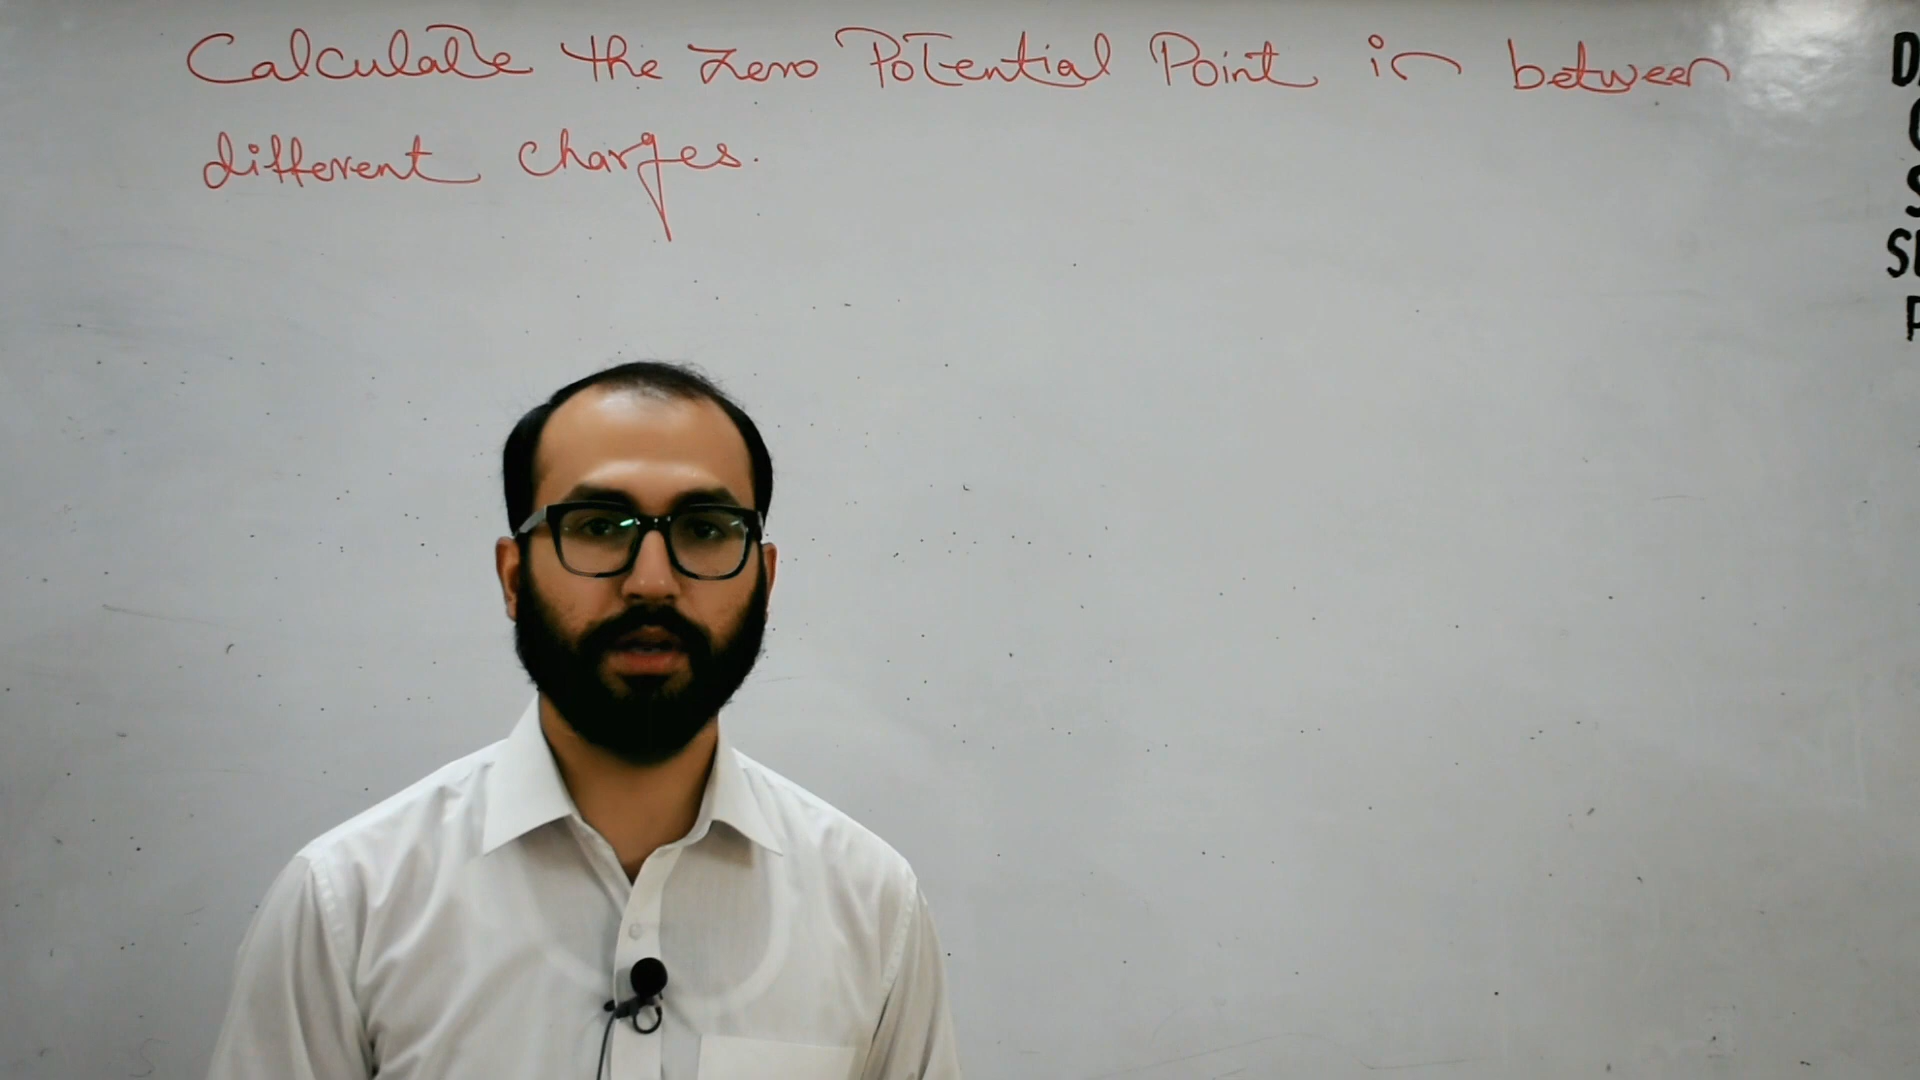 Calculate the zero Potential Point in between
different charges.